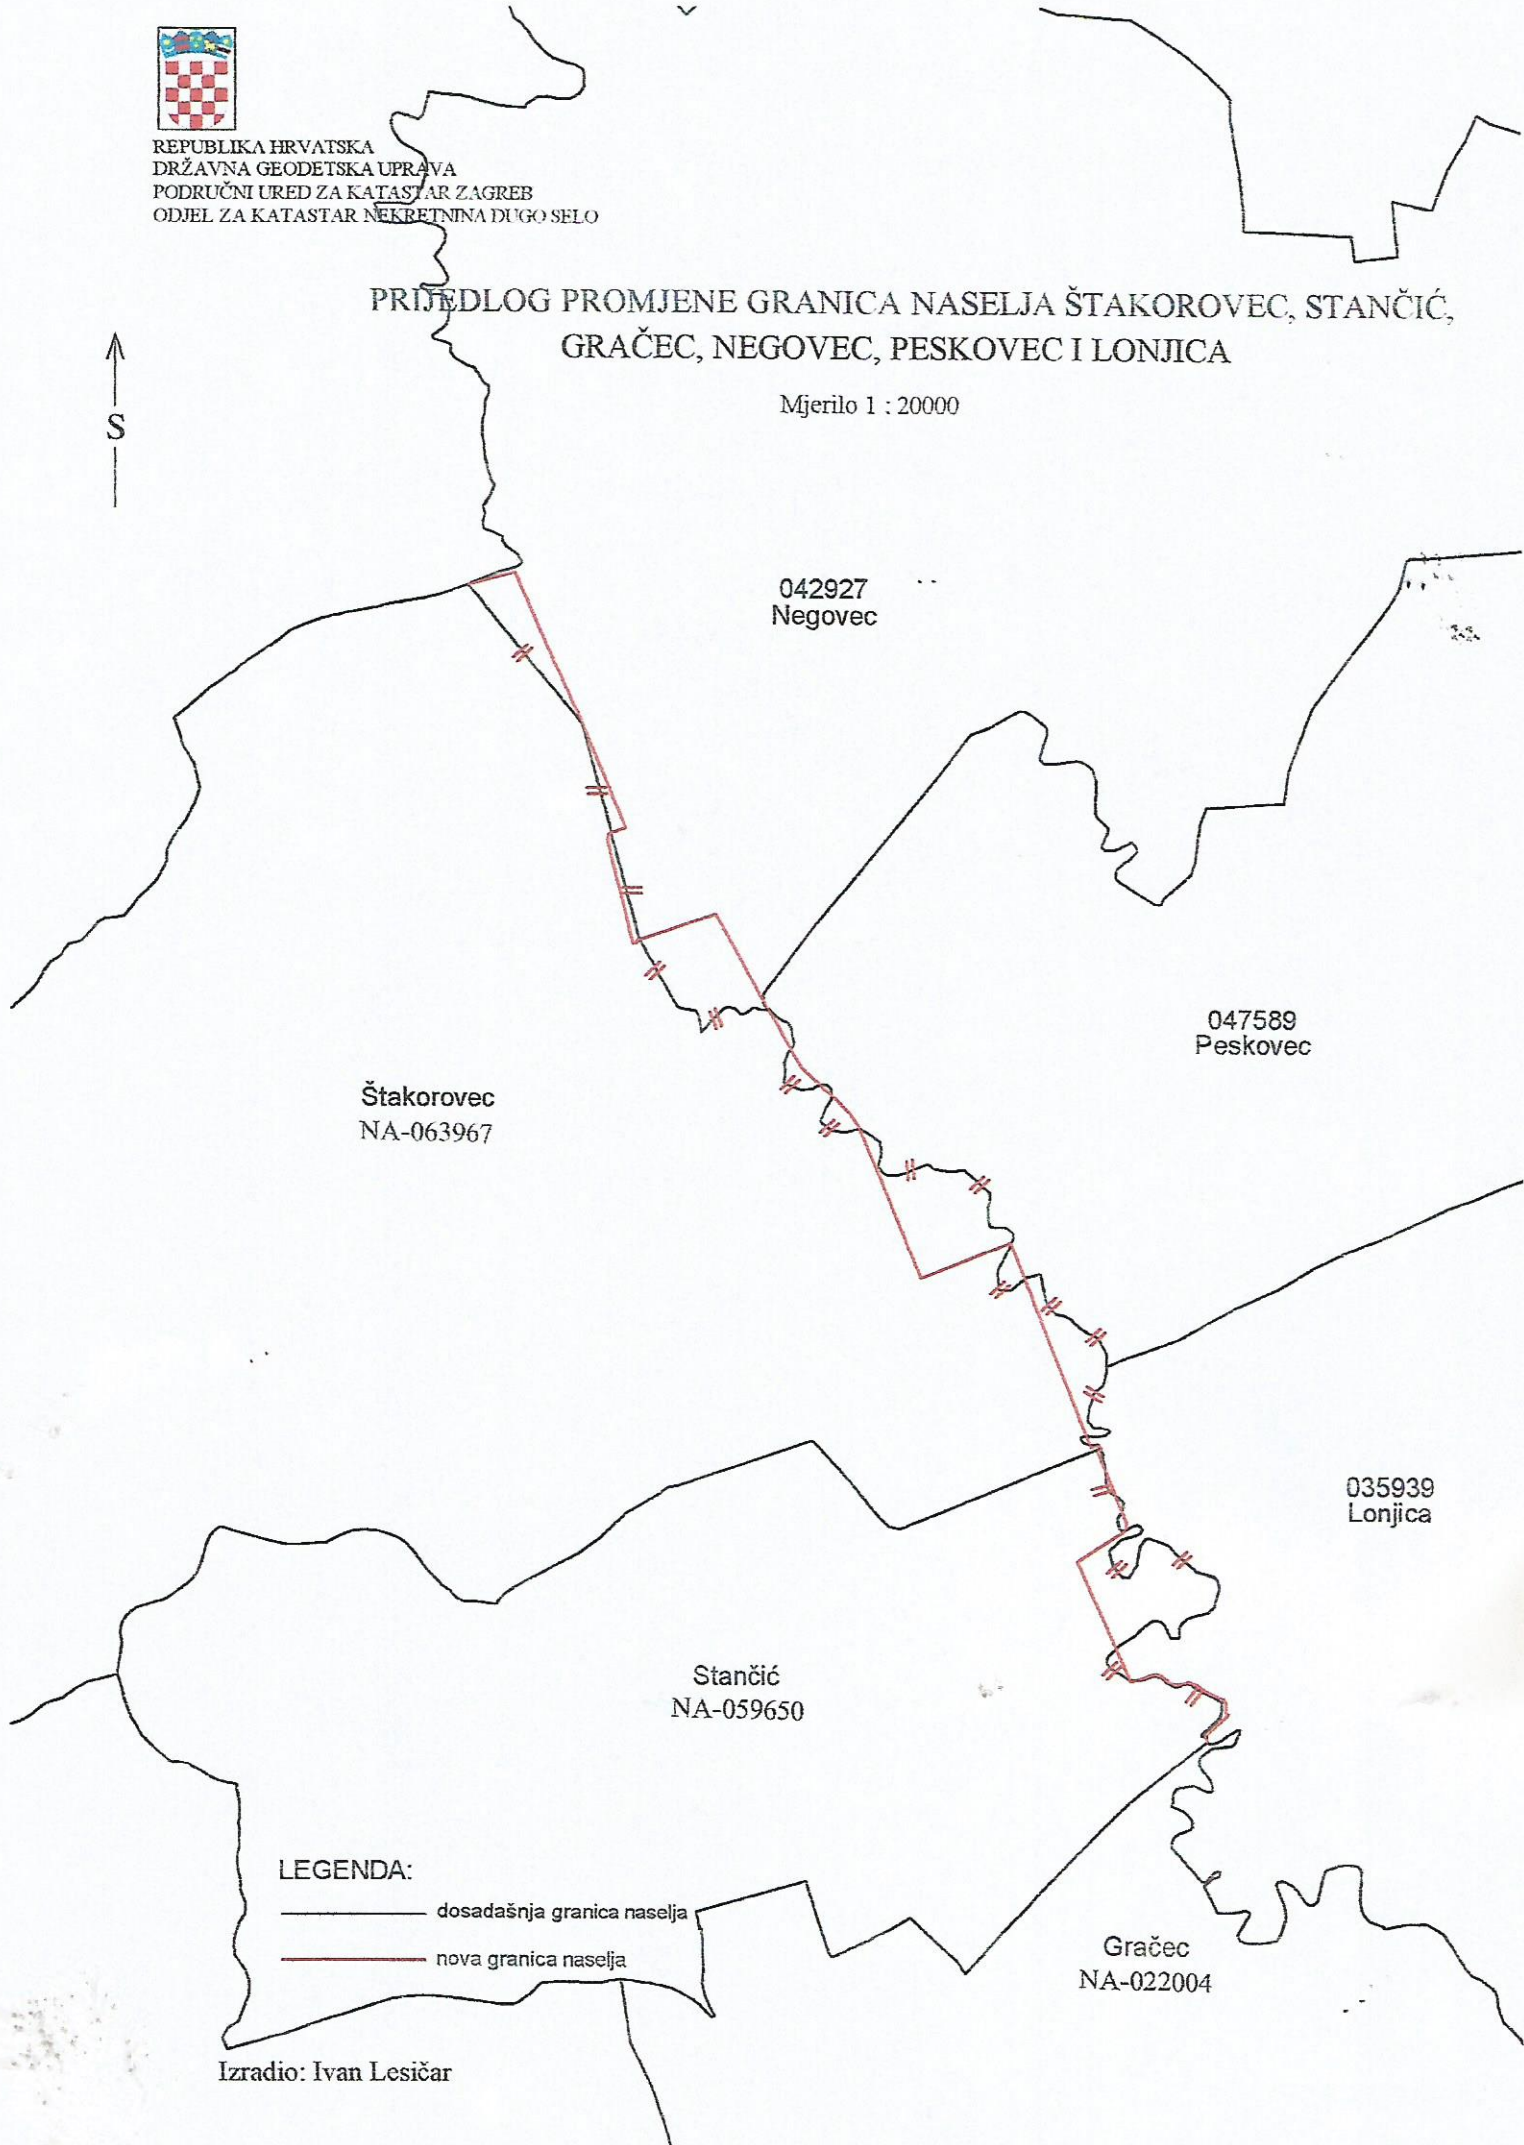 REPUBLIKA HRVATSKA
DRŽAVNA GEODETSKA UPRAVA
PODRUČNI URED ZA KATASTAR ZAGREB
ODJEL ZA KATASTAR NEKRETNINA DUGO SELO
PRIJEDLOG PROMJENE GRANICA NASELJA ŠTAKOROVEC, STANČIĆ,
GRAČEC, NEGOVEC, PESKOVEC I LONJICA
Mjerilo 1 : 20000
S
042927
Negovec
047589
Peskovec
Štakorovec
NA-063967
035939
Lonjica
Stančić
NA-059650
LEGENDA:
dosadašnja granica naselja
nova granica naselja
Gračec
NA-022004
Izradio: Ivan Lesičar